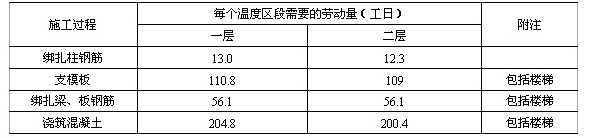 施工过程 每个温度区段需要的劳动量（工日） 附注
一层 二层
绑扎柱钢筋 13.0 12.3
支模板 110.8 109 包括楼梯
绑扎梁、板钢筋 56.1 56.1 包括楼梯
浇筑混凝土 204.8 200.4 包括楼梯